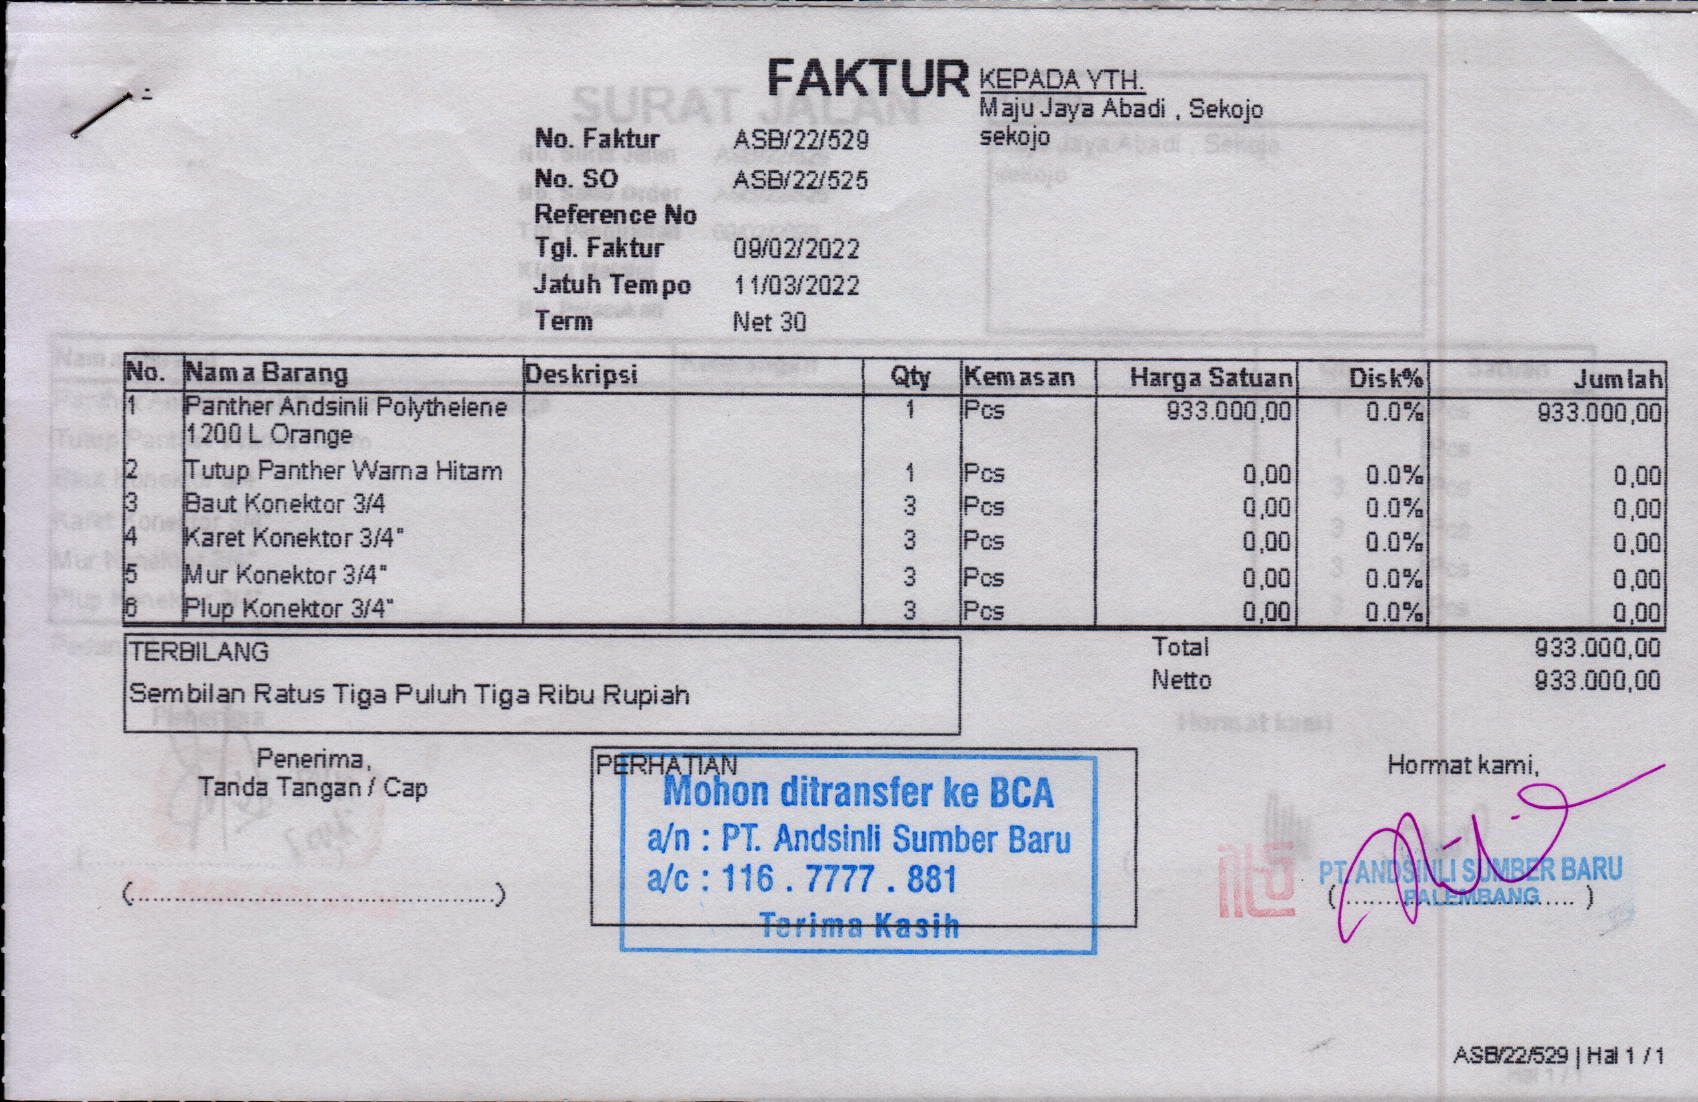 FAKTUR
KEPADA YTH.
Maju Jaya Abadi , Sekojo
sekojo
No. Faktur ASB/22/529
No. SO ASB/22/525
Reference No
Tgl. Faktur 09/02/2022
Jatuh Tempo 11/03/2022
Term Net 30
No. Nama Barang Deskripsi Qty Kemasan Harga Satuan Disk% Jumlah
1 Panther Andsinli Polythelene 1 Pcs 933.000,00 0.0% 933.000,00
1200 L Orange
2 Tutup Panther Warna Hitam 1 Pcs 0,00 0.0% 0,00
3 Baut Konektor 3/4 3 Pcs 0,00 0.0% 0,00
4 Karet Konektor 3/4" 3 Pcs 0,00 0.0% 0,00
5 Mur Konektor 3/4" 3 Pcs 0,00 0.0% 0,00
6 Plup Konektor 3/4" 3 Pcs 0,00 0.0% 0,00
TERBILANG
Sembilan Ratus Tiga Puluh Tiga Ribu Rupiah
Total 933.000,00
Netto 933.000,00
Penerima,
Tanda Tangan / Cap
PERHATIAN
Mohon ditransfer ke BCA
a/n : PT. Andsinli Sumber Baru
a/c : 116 . 7777 . 881
Terima Kasih
Hormat kami,
PT. ANDSINLI SUMBER BARU
PALEMBANG
ASB/22/529 | Hal 1 / 1
SURAT JALAN